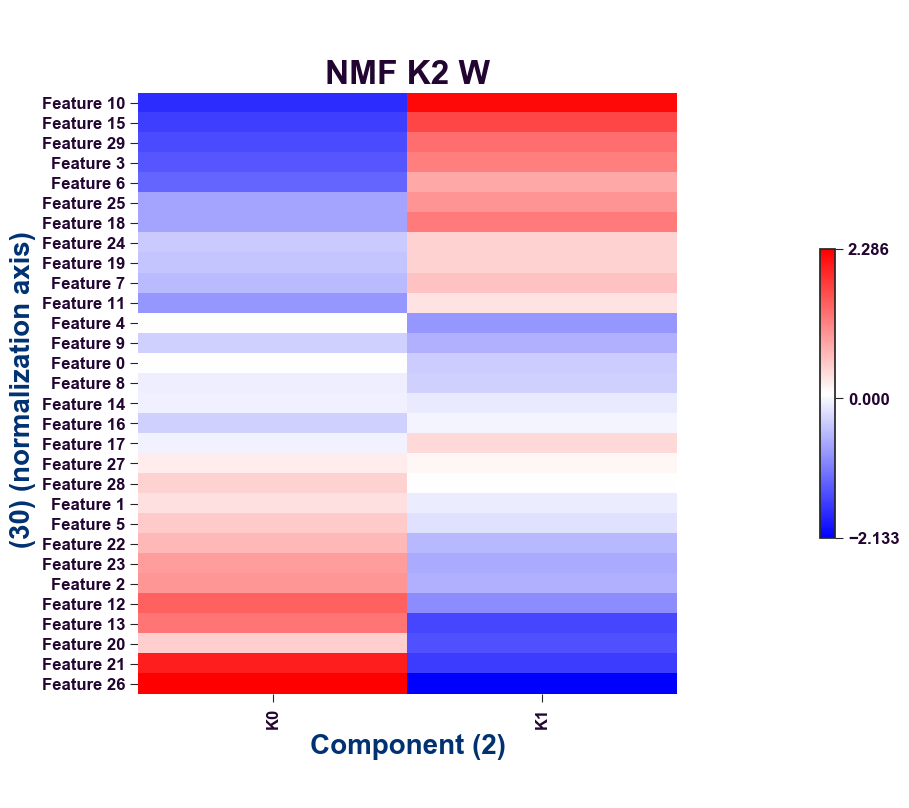 NMF K2 W
Feature 10
Feature 15
Feature 29
Feature 3
Feature 6
Feature 25
Feature 18
Feature 24
Feature 19
Feature 7
Feature 11
Feature 4
Feature 9
Feature 0
Feature 8
Feature 14
Feature 16
Feature 17
Feature 27
Feature 28
Feature 1
Feature 5
Feature 22
Feature 23
Feature 2
Feature 12
Feature 13
Feature 20
Feature 21
Feature 26
(30) (normalization axis)
K0
K1
Component (2)
2.286
0.000
−2.133